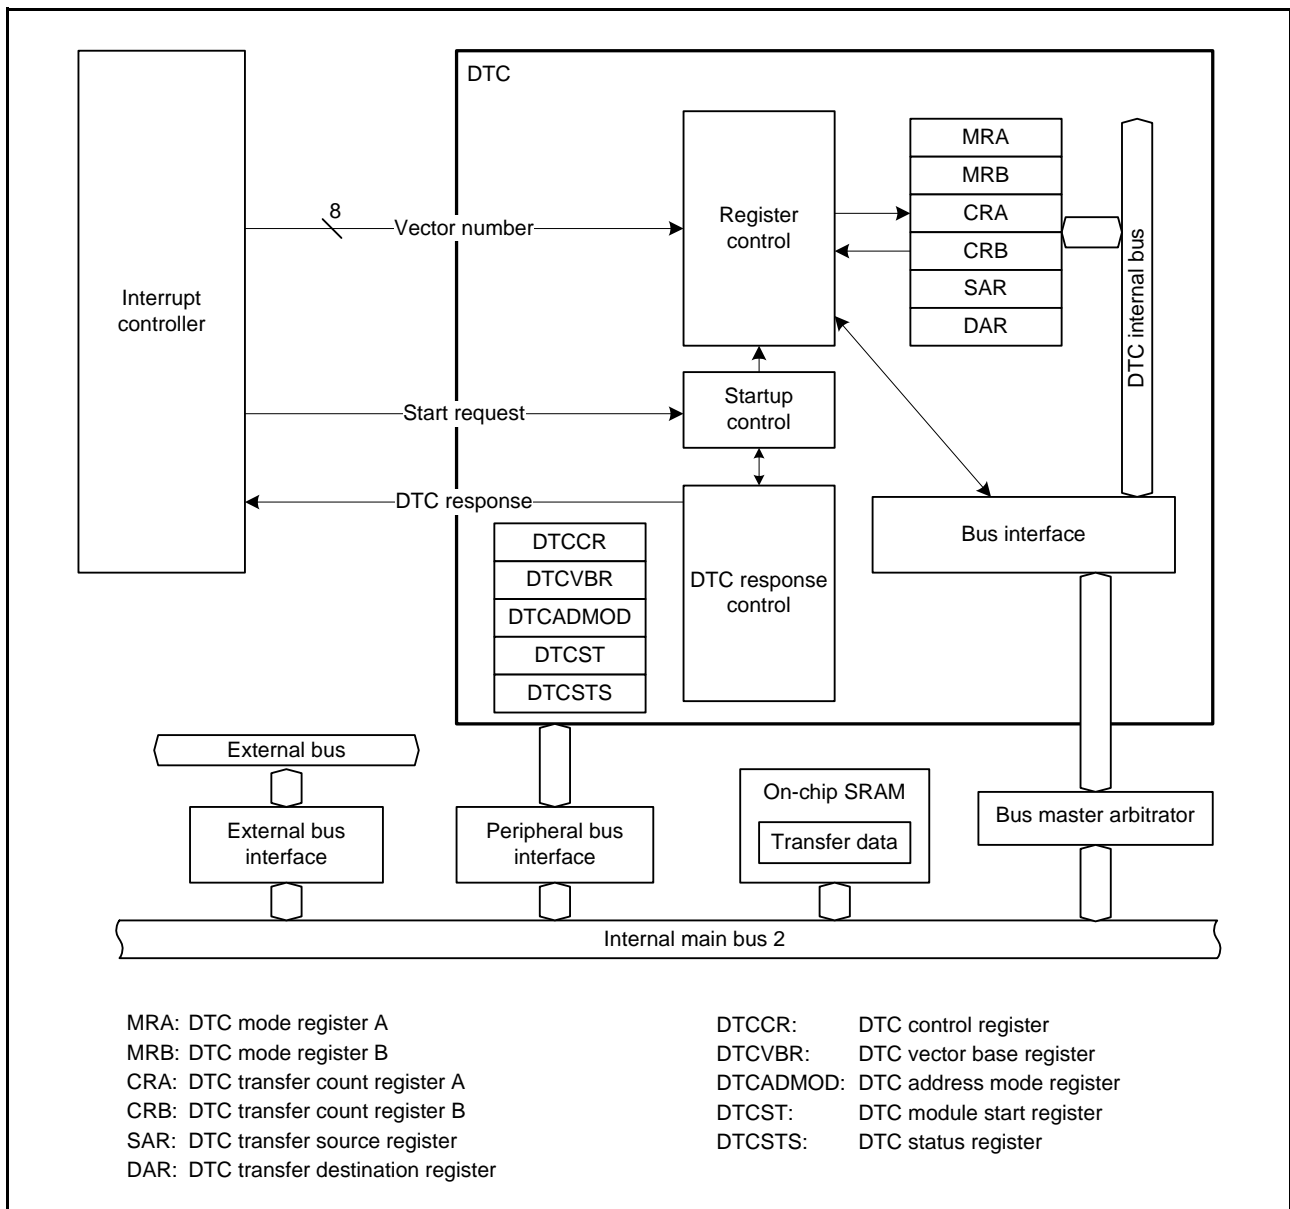 DTC
Interrupt
controller
8
Vector number
Start request
DTC response
Register
control
Startup
control
DTC response
control
MRA
MRB
CRA
CRB
SAR
DAR
DTC internal bus
Bus interface
DTCCR
DTCVBR
DTCADMOD
DTCST
DTCSTS
External bus
External bus
interface
Peripheral bus
interface
On-chip SRAM
Transfer data
Bus master arbitrator
Internal main bus 2
MRA: DTC mode register A
MRB: DTC mode register B
CRA: DTC transfer count register A
CRB: DTC transfer count register B
SAR: DTC transfer source register
DAR: DTC transfer destination register
DTCCR: DTC control register
DTCVBR: DTC vector base register
DTCADMOD: DTC address mode register
DTCST: DTC module start register
DTCSTS: DTC status register